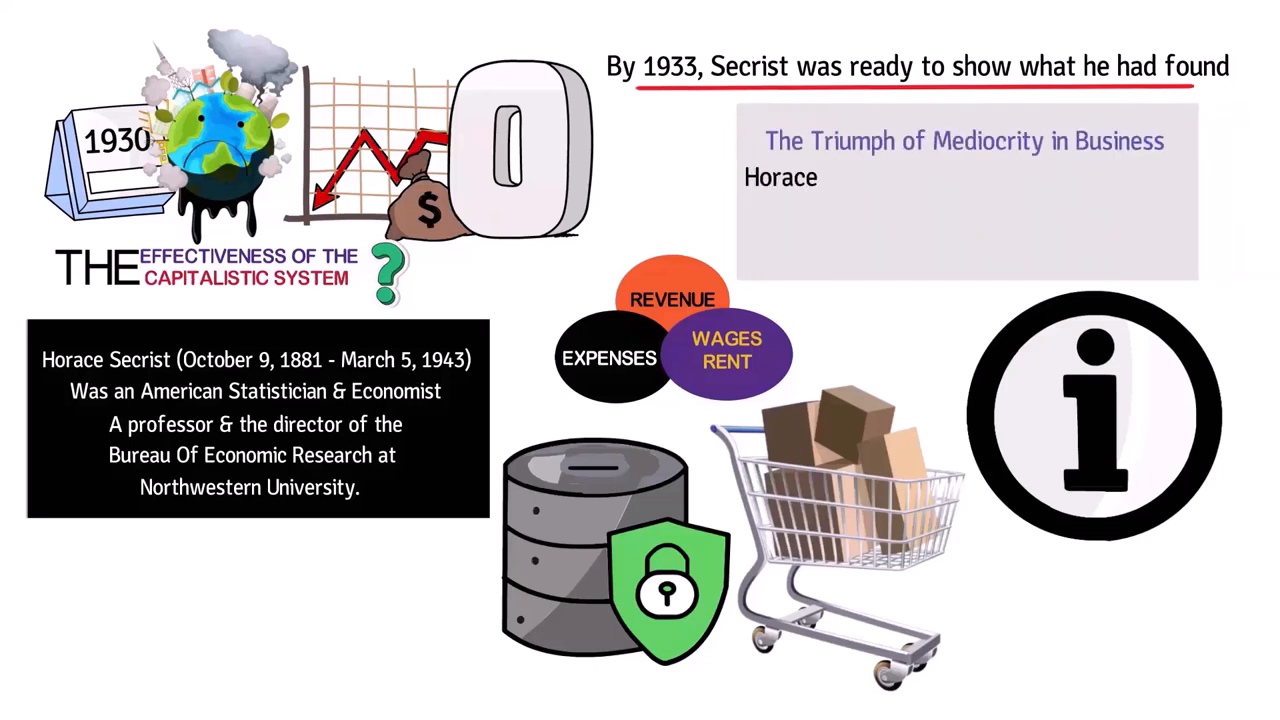 By 1933, Secrist was ready to show what he had found
1930
0
$
THE
EFFECTIVENESS OF THE
CAPITALISTIC SYSTEM
?
The Triumph of Mediocrity in Business
Horace
REVENUE
EXPENSES
WAGES
RENT
Horace Secrist (October 9, 1881 - March 5, 1943)
Was an American Statistician & Economist
A professor & the director of the
Bureau Of Economic Research at
Northwestern University.
i